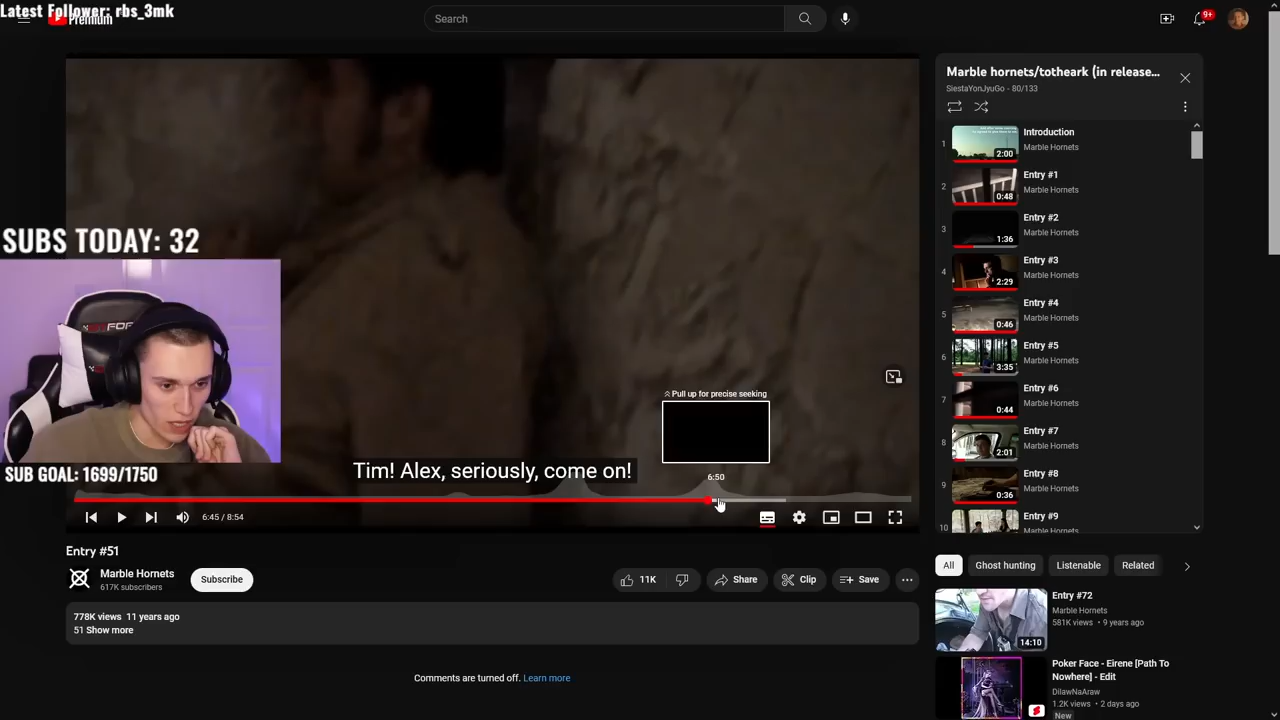 Latest Follower: rbs_3mk
Premium
Search
9+
SUBS TODAY: 32
SUB GOAL: 1699/1750
Pull up for precise seeking
6:50
Tim! Alex, seriously, come on!
6:45 / 8:54
Entry #51
Marble Hornets
617K subscribers
Subscribe
11K
Share
Clip
Save
778K views 11 years ago
51 Show more
Comments are turned off. Learn more
Marble hornets/totheark (in release...
SiestaYonJyuGo - 80/133
1
2:00
Introduction
Marble Hornets
2
0:48
Entry #1
Marble Hornets
3
1:36
Entry #2
Marble Hornets
4
2:29
Entry #3
Marble Hornets
5
0:46
Entry #4
Marble Hornets
6
3:35
Entry #5
Marble Hornets
7
0:44
Entry #6
Marble Hornets
8
2:01
Entry #7
Marble Hornets
9
0:36
Entry #8
Marble Hornets
10
Entry #9
Marble Hornets
All
Ghost hunting
Listenable
Related
14:10
Entry #72
Marble Hornets
581K views • 9 years ago
Poker Face - Eirene [Path To
Nowhere] - Edit
DilawNaAraw
1.2K views • 2 days ago
New